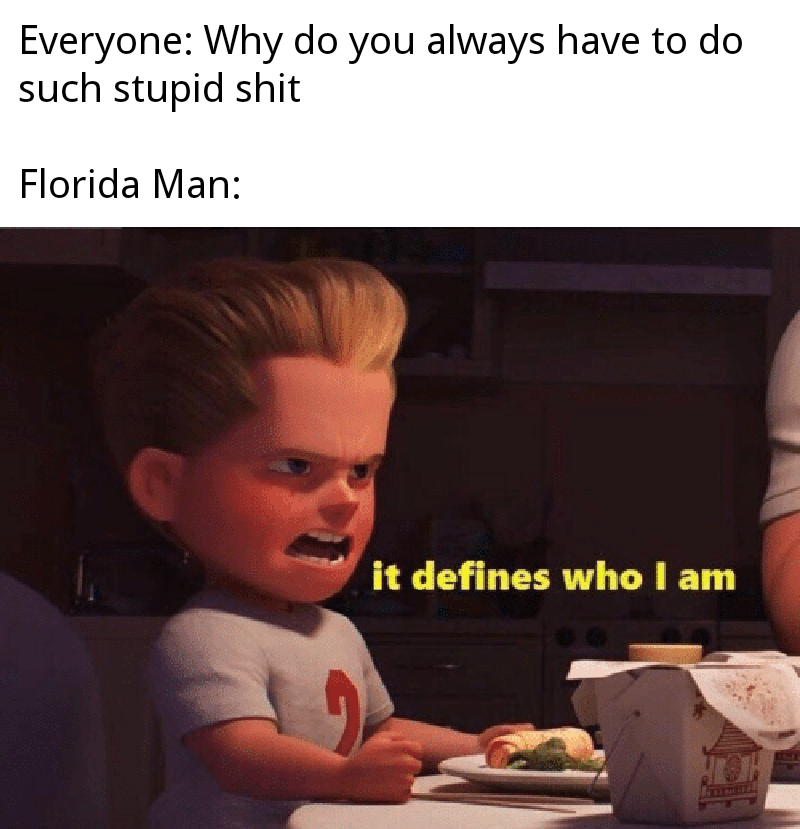 Everyone: Why do you always have to do
such stupid shit
Florida Man:
it defines who I am